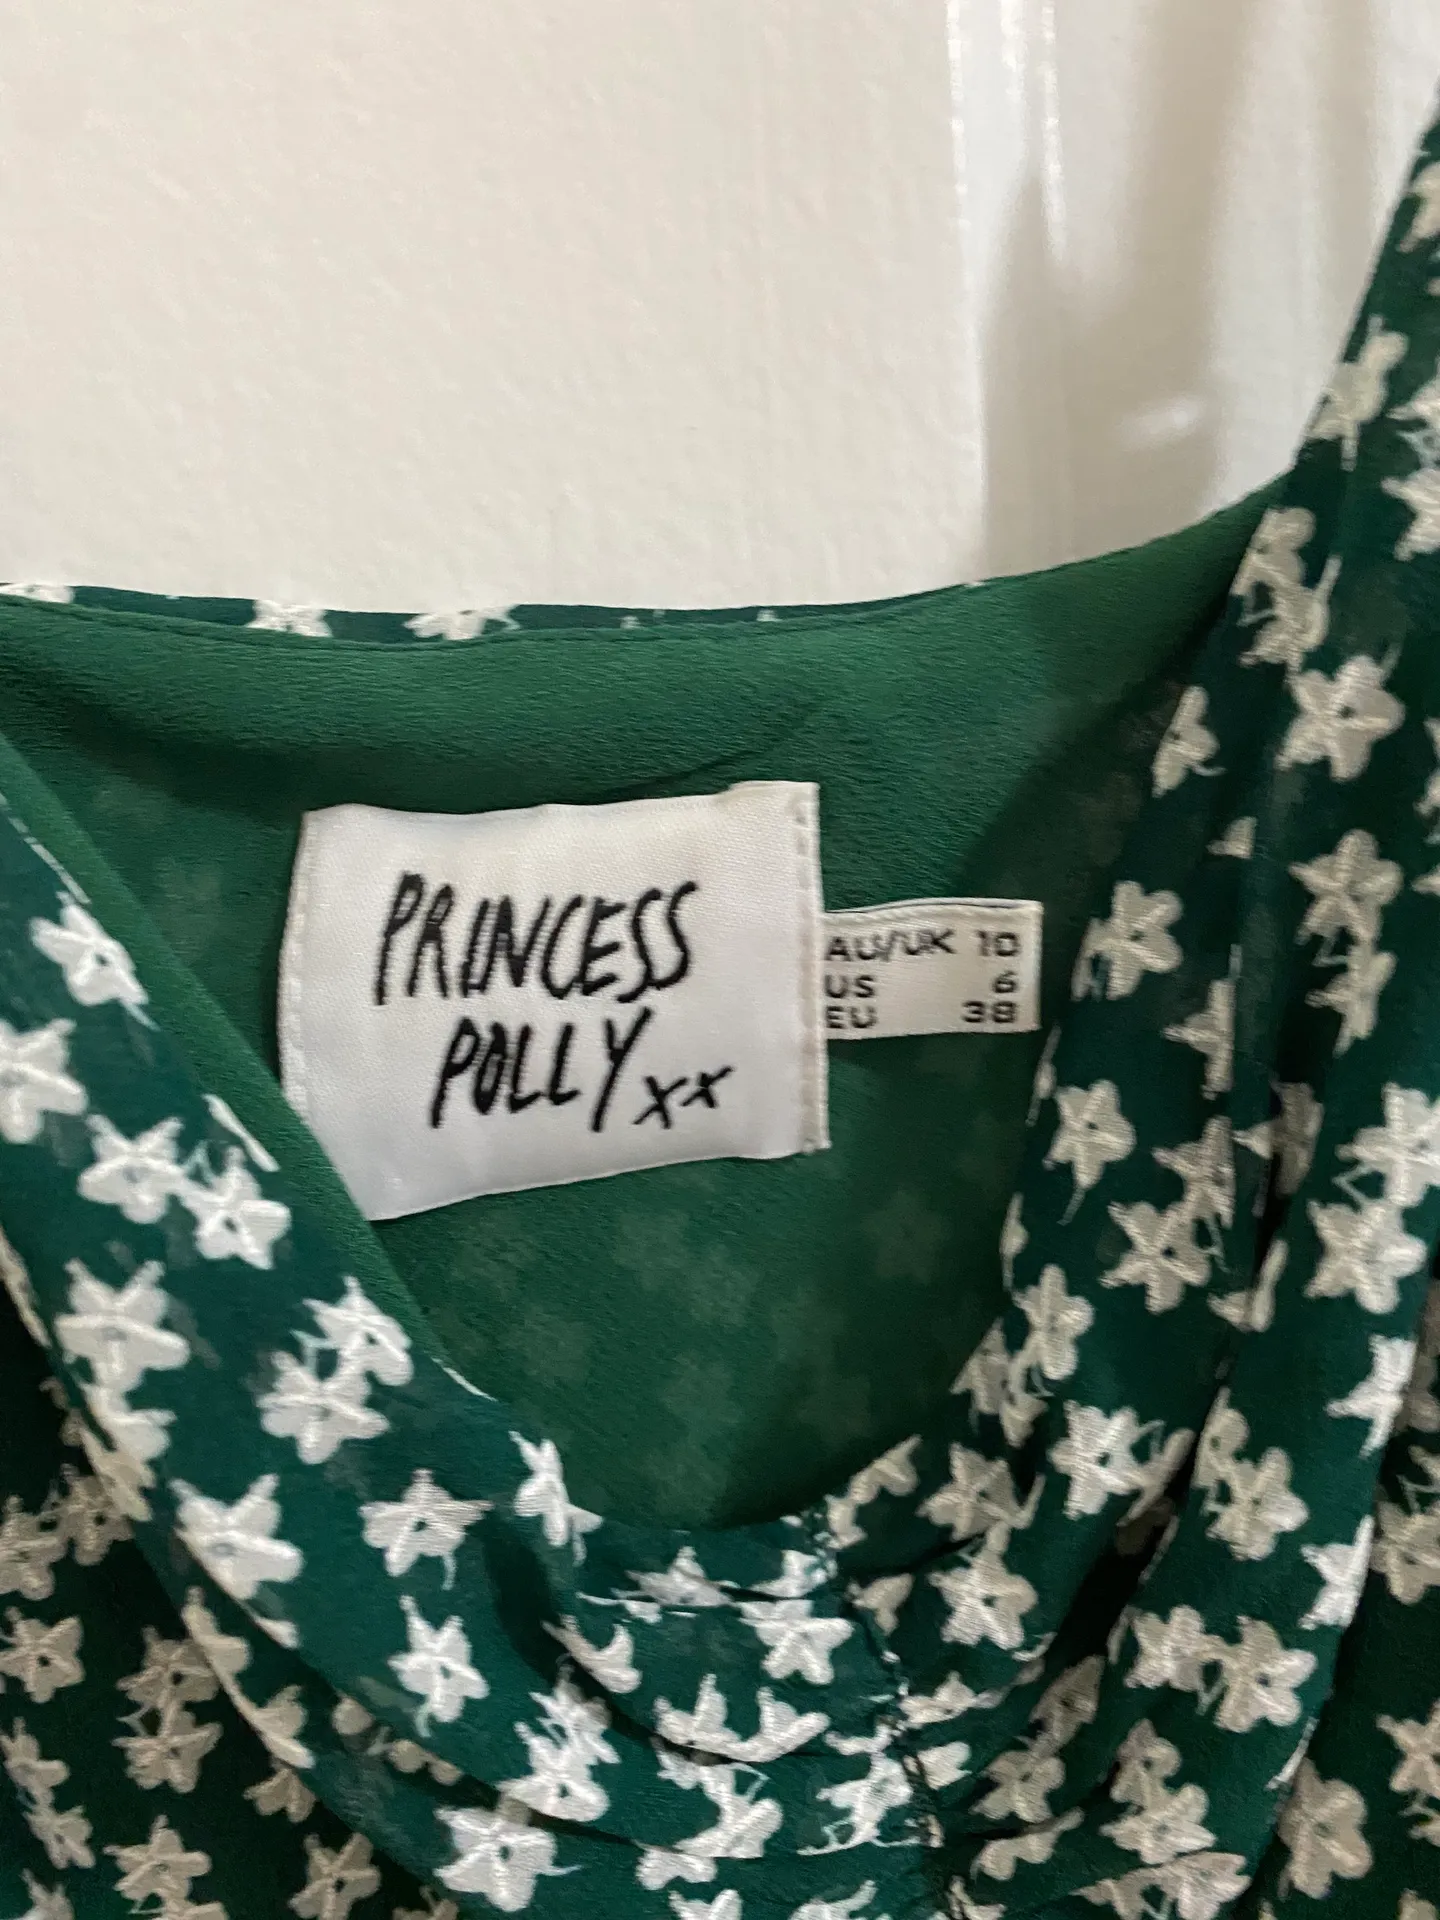 PRINCESS
POLLY xx
AU/UK 10
US 6
EU 38